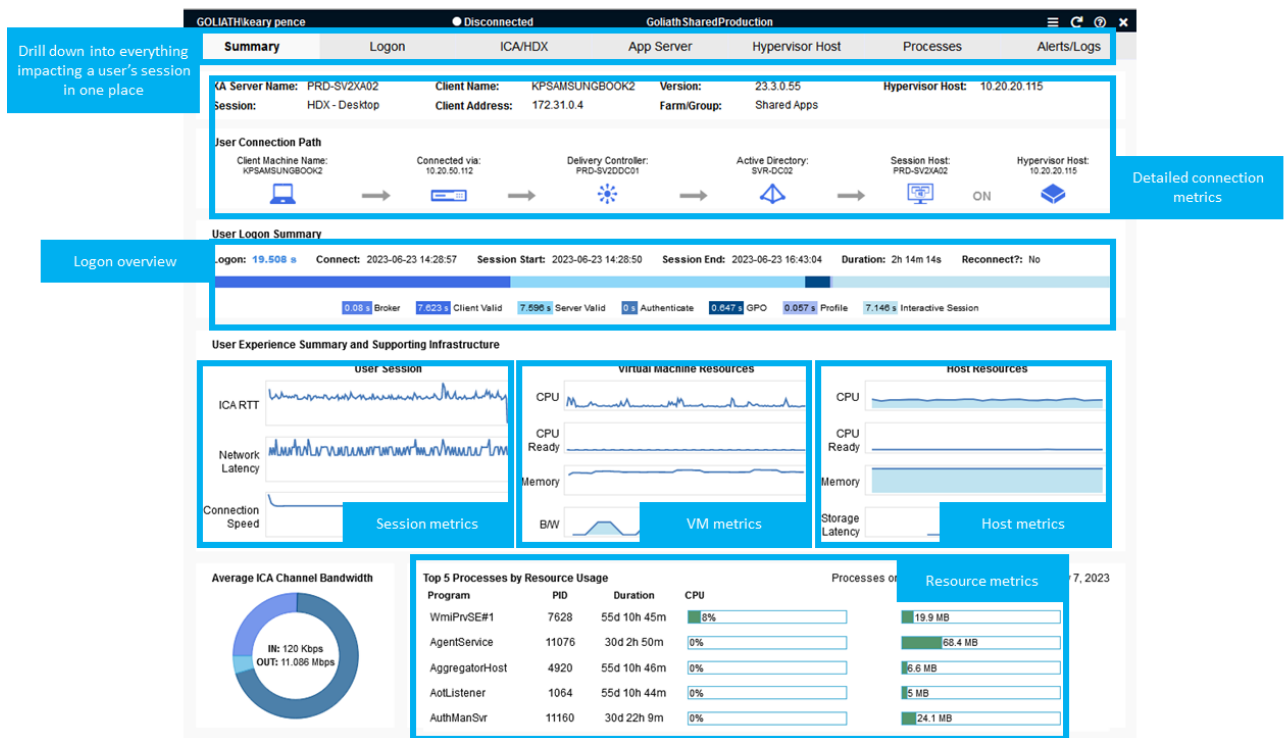 GOLIATH\keary pence Disconnected GoliathSharedProduction
Drill down into everything
impacting a user's session
in one place
Summary Logon ICA/HDX App Server Hypervisor Host Processes Alerts/Logs
XA Server Name: PRD-SV2XA02 Client Name: KPSAMSUNGBOOK2 Version: 23.3.0.55 Hypervisor Host: 10.20.20.115
Session: HDX - Desktop Client Address: 172.31.0.4 Farm/Group: Shared Apps
User Connection Path
Client Machine Name: Connected via: Delivery Controller: Active Directory: Session Host: Hypervisor Host:
KPSAMSUNGBOOK2 10.20.50.112 PRD-SV2DDC01 SVR-DC02 PRD-SV2XA02 10.20.20.115
ON
Detailed connection
metrics
User Logon Summary
Logon overview
Logon: 19.508 s Connect: 2023-06-23 14:28:57 Session Start: 2023-06-23 14:28:50 Session End: 2023-06-23 16:43:04 Duration: 2h 14m 14s Reconnect?: No
0.08 s Broker 7.623 s Client Valid 7.596 s Server Valid 0 s Authenticate 0.647 s GPO 0.057 s Profile 7.146 s Interactive Session
User Experience Summary and Supporting Infrastructure
User Session Virtual Machine Resources Host Resources
ICA RTT
Network
Latency
Connection
Speed
Session metrics
CPU
CPU
Ready
Memory
B/W
VM metrics
CPU
CPU
Ready
Memory
Storage
Latency
Host metrics
Average ICA Channel Bandwidth
IN: 120 Kbps
OUT: 11.086 Mbps
Top 5 Processes by Resource Usage Processes on 7, 2023
Resource metrics
Program PID Duration CPU
WmiPrvSE#1 7628 55d 10h 45m 8% 19.9 MB
AgentService 11076 30d 2h 50m 0% 68.4 MB
AggregatorHost 4920 55d 10h 46m 0% 6.6 MB
AotListener 1064 55d 10h 44m 0% 5 MB
AuthManSvr 11160 30d 22h 9m 0% 24.1 MB